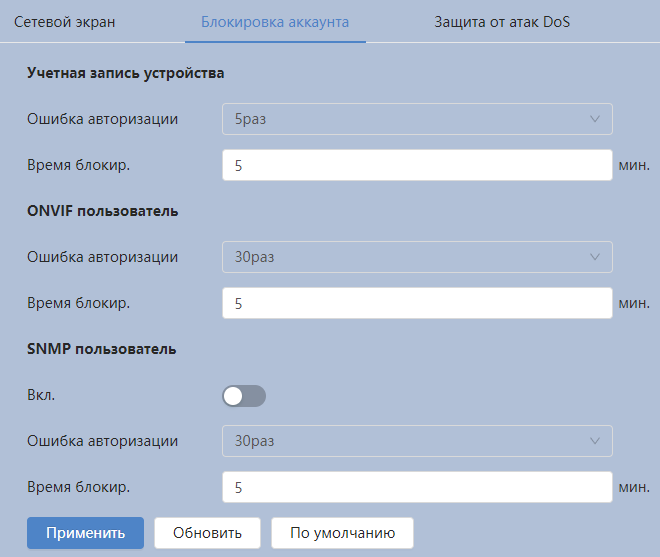 Сетевой экран Блокировка аккаунта Защита от атак DoS
Учетная запись устройства
Ошибка авторизации 5раз
Время блокир. 5 мин.
ONVIF пользователь
Ошибка авторизации 30раз
Время блокир. 5 мин.
SNMP пользователь
Вкл.
Ошибка авторизации 30раз
Время блокир. 5 мин.
Применить Обновить По умолчанию